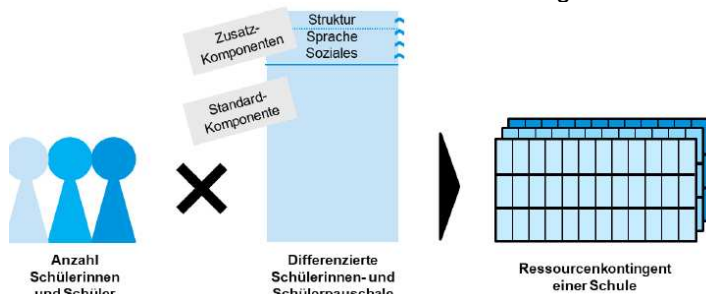 Struktur
Sprache
Soziales
Zusatz-
Komponenten
Standard-
Komponente
Anzahl
Schülerinnen
und Schüler
Differenzierte
Schülerinnen- und
Schülerpauschale
Ressourcenkontingent
einer Schule